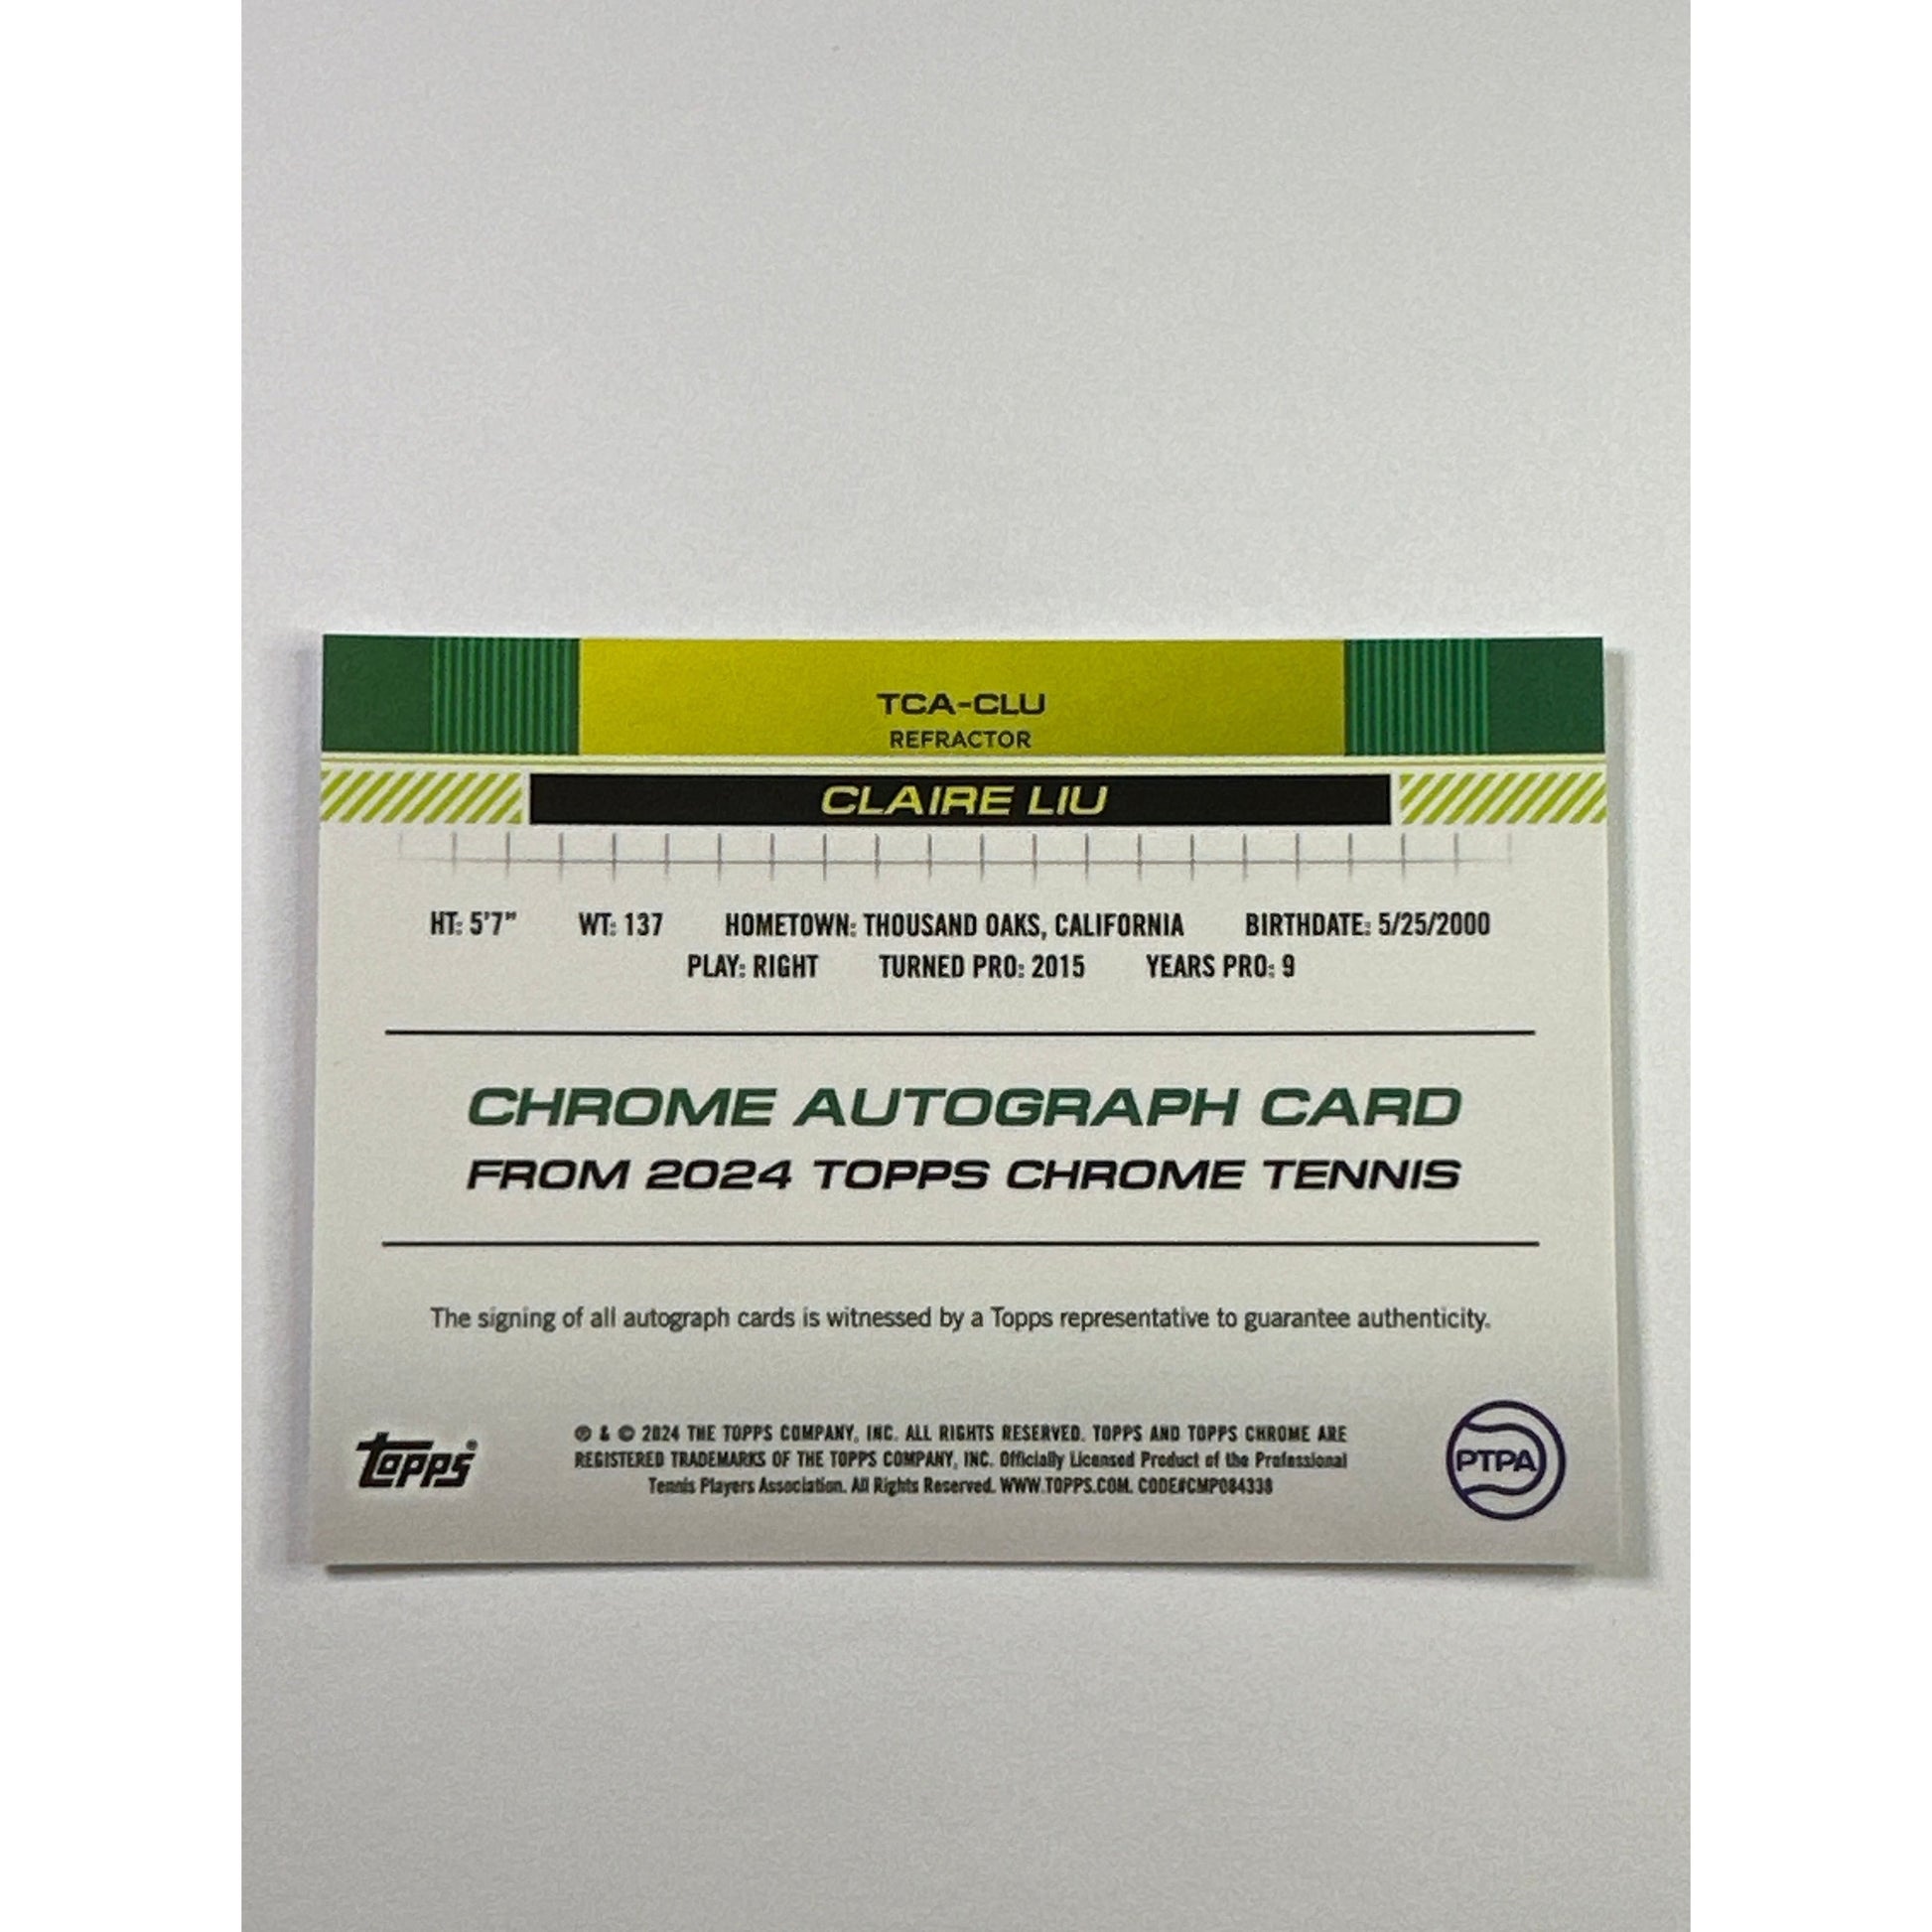 TCA-CLU
REFRACTOR
CLAIRE LIU
HT: 5'7" WT: 137 HOMETOWN: THOUSAND OAKS, CALIFORNIA BIRTHDATE: 5/25/2000
PLAY: RIGHT TURNED PRO: 2015 YEARS PRO: 9
CHROME AUTOGRAPH CARD
FROM 2024 TOPPS CHROME TENNIS
The signing of all autograph cards is witnessed by a Topps representative to guarantee authenticity.
® & © 2024 THE TOPPS COMPANY, INC. ALL RIGHTS RESERVED. TOPPS AND TOPPS CHROME ARE
REGISTERED TRADEMARKS OF THE TOPPS COMPANY, INC. Officially Licensed Product of the Professional
Tennis Players Association. All Rights Reserved. WWW.TOPPS.COM. CODE#CMP084338
Topps®
PTPA